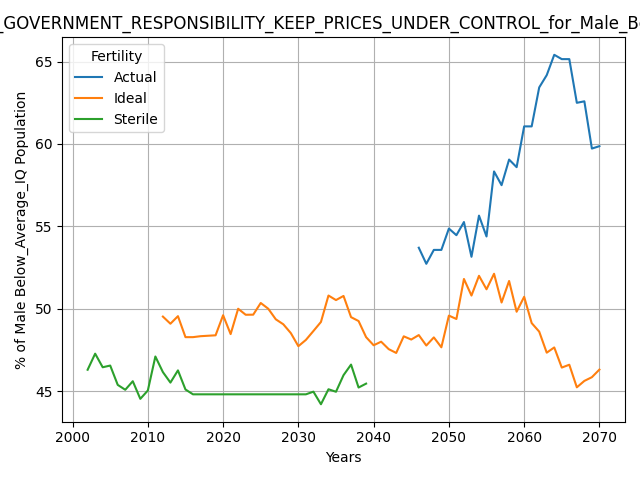 _GOVERNMENT_RESPONSIBILITY_KEEP_PRICES_UNDER_CONTROL_for_Male_B
Fertility
Actual
Ideal
Sterile
% of Male Below_Average_IQ Population
65
60
55
50
45
2000 2010 2020 2030 2040 2050 2060 2070
Years